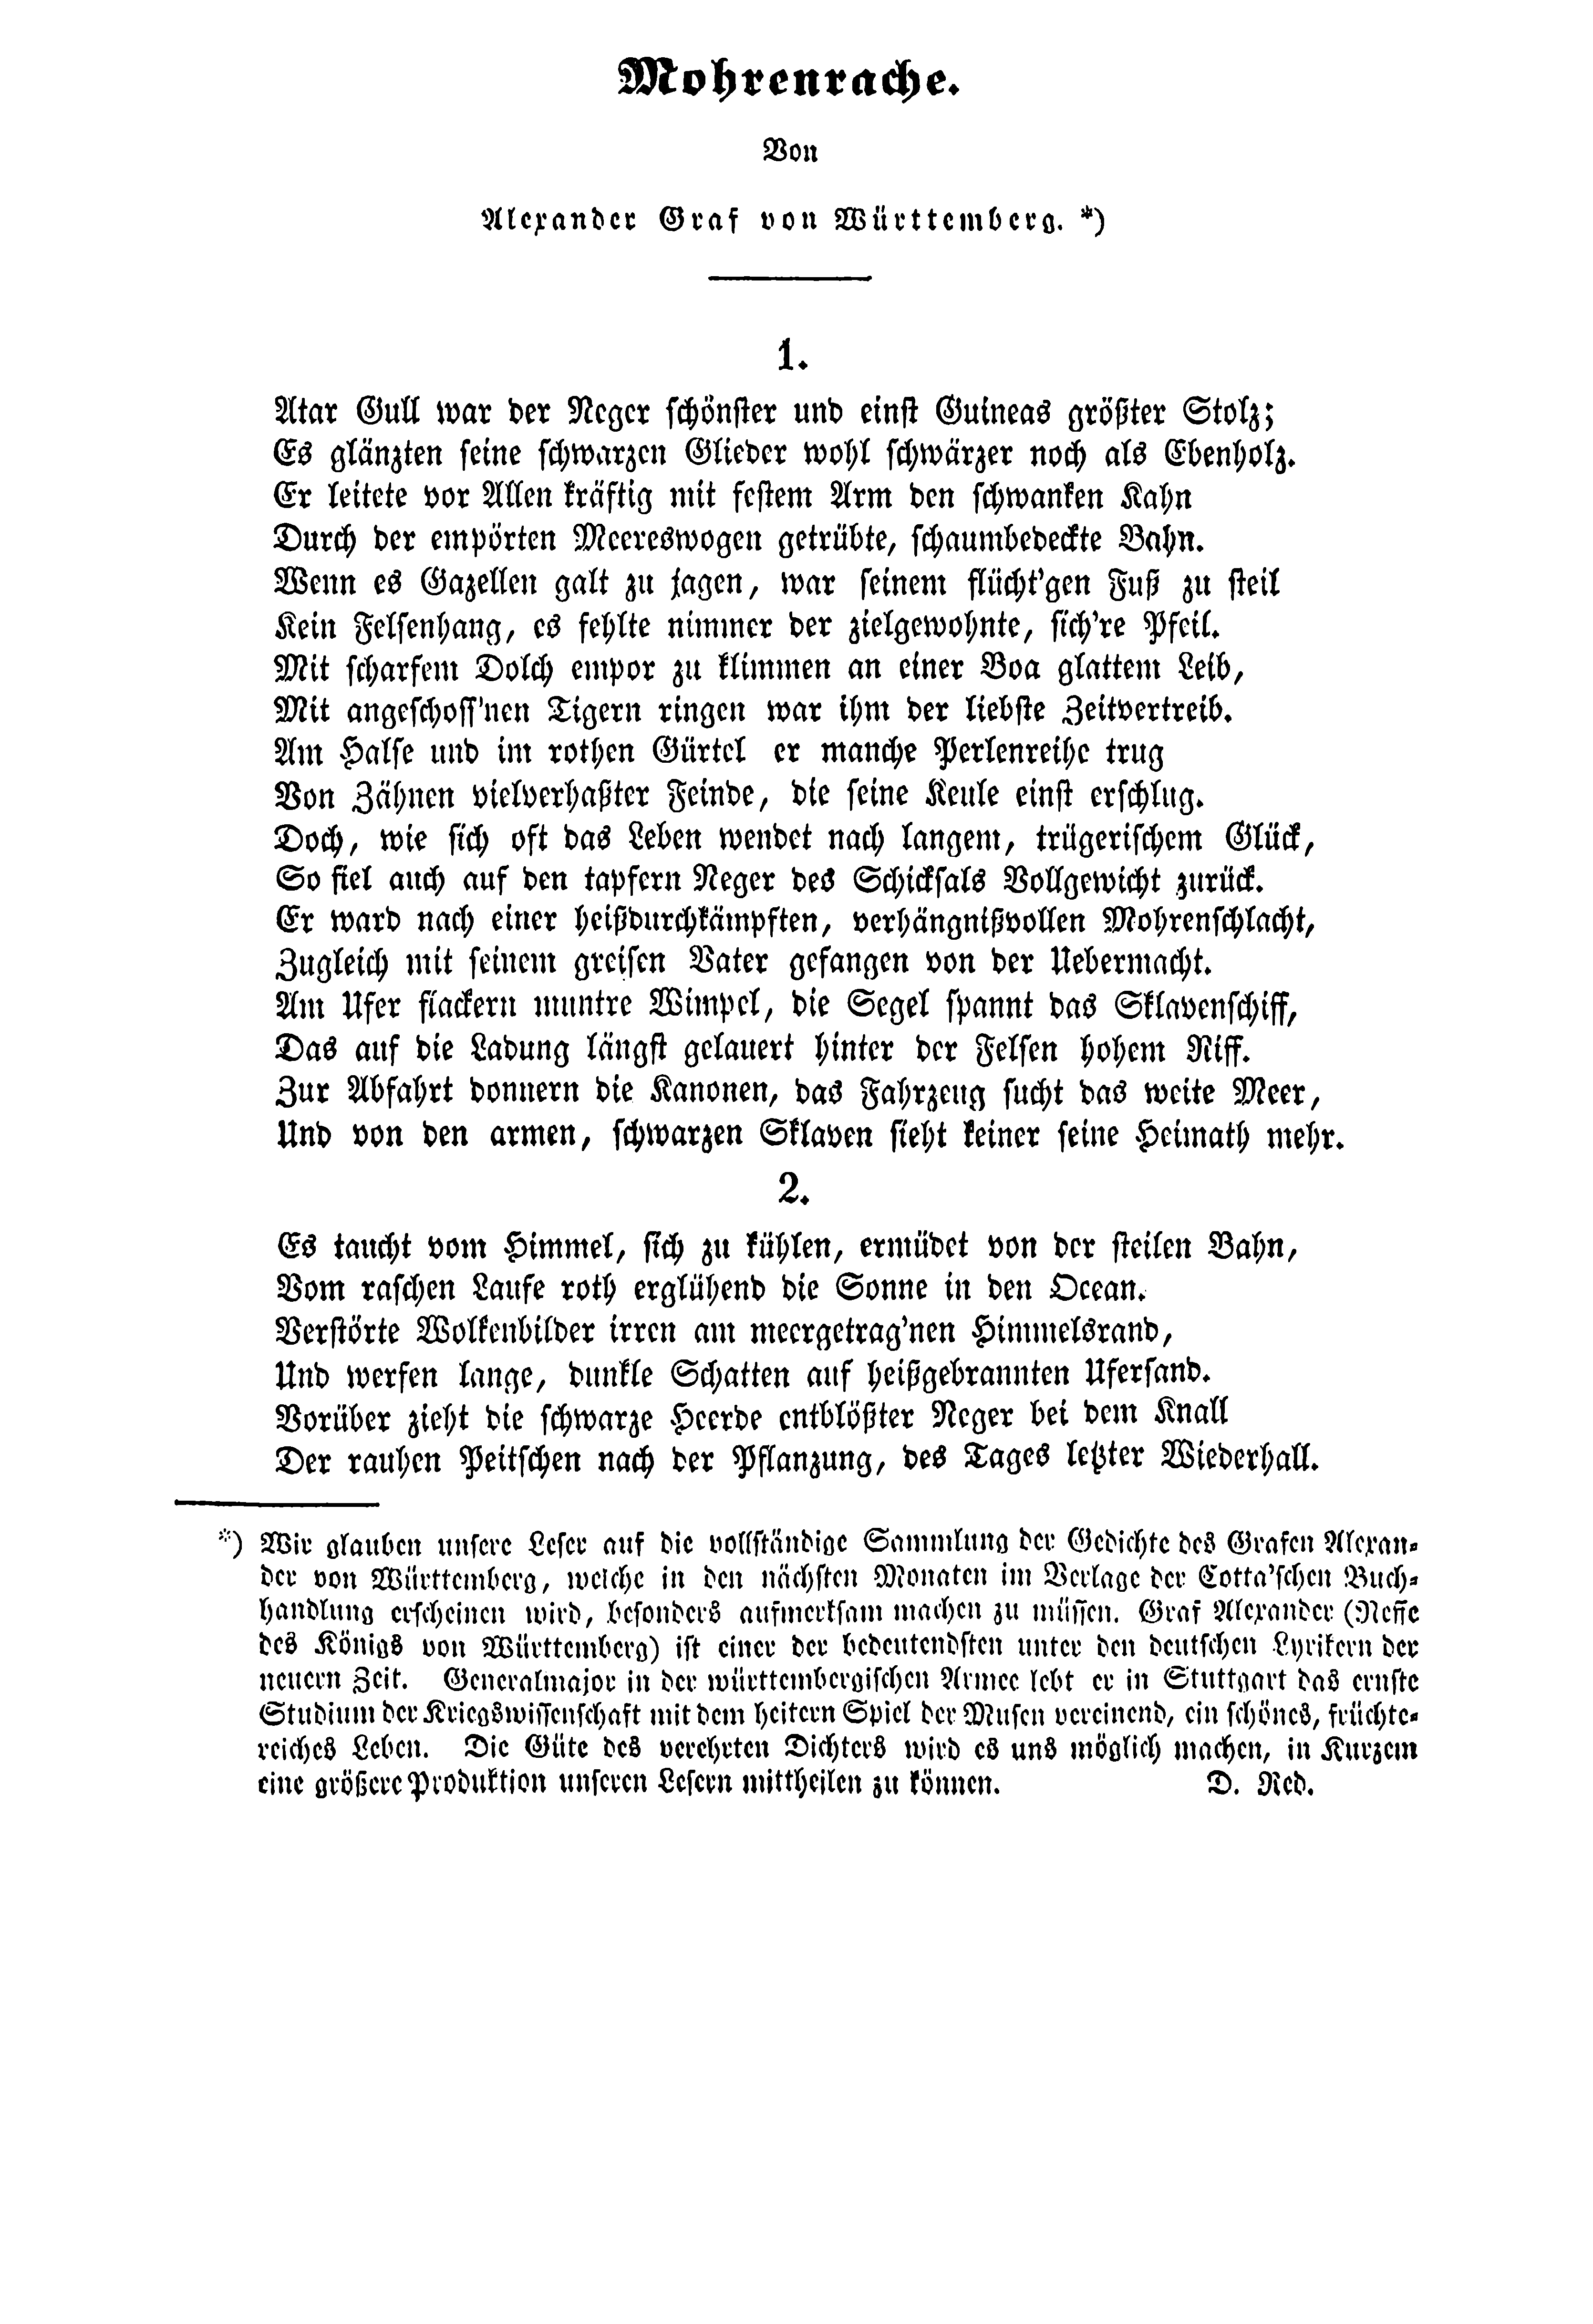 Mohrenrache.
Von
Alexander Graf von Württemberg. *)
1.
Atar Gull war der Neger schönster und einst Guineas größter Stolz;
Es glänzten seine schwarzen Glieder wohl schwärzer noch als Ebenholz.
Er leitete vor Allen kräftig mit festem Arm den schwanken Kahn
Durch der empörten Meereswogen getrübte, schaumbedeckte Bahn.
Wenn es Gazellen galt zu jagen, war seinem flücht'gen Fuß zu steil
Kein Felsenhang, es fehlte nimmer der zielgewohnte, sich're Pfeil.
Mit scharfem Dolch empor zu klimmen an einer Boa glattem Leib,
Mit angeschoss'nen Tigern ringen war ihm der liebste Zeitvertreib.
Am Halse und im rothen Gürtel er manche Perlenreihe trug
Von Zähnen vielverhaßter Feinde, die seine Keule einst erschlug.
Doch, wie sich oft das Leben wendet nach langem, trügerischem Glück,
So fiel auch auf den tapfern Neger des Schicksals Vollgewicht zurück.
Er ward nach einer heißdurchkämpften, verhängnißvollen Mohrenschlacht,
Zugleich mit seinem greisen Vater gefangen von der Uebermacht.
Am Ufer flackern muntre Wimpel, die Segel spannt das Sklavenschiff,
Das auf die Ladung längst gelauert hinter der Felsen hohem Riff.
Zur Abfahrt donnern die Kanonen, das Fahrzeug sucht das weite Meer,
Und von den armen, schwarzen Sklaven sieht keiner seine Heimath mehr.
2.
Es taucht vom Himmel, sich zu kühlen, ermüdet von der steilen Bahn,
Vom raschen Laufe roth erglühend die Sonne in den Ocean.
Verstörte Wolkenbilder irren am meergetrag'nen Himmelsrand,
Und werfen lange, dunkle Schatten auf heißgebrannten Ufersand.
Vorüber zieht die schwarze Heerde entblößter Neger bei dem Knall
Der rauhen Peitschen nach der Pflanzung, des Tages letzter Wiederhall.
*) Wir glauben unsere Leser auf die vollständige Sammlung der Gedichte des Grafen Alexan-
der von Württemberg, welche in den nächsten Monaten im Verlage der Cotta'schen Buch-
handlung erscheinen wird, besonders aufmerksam machen zu müssen. Graf Alexander (Neffe
des Königs von Württemberg) ist einer der bedeutendsten unter den deutschen Lyrikern der
neuern Zeit. Generalmajor in der württembergischen Armee lebt er in Stuttgart das ernste
Studium der Kriegswissenschaft mit dem heitern Spiel der Musen vereinend, ein schönes, früchte-
reiches Leben. Die Güte des verehrten Dichters wird es uns möglich machen, in Kurzem
eine größere Produktion unseren Lesern mittheilen zu können. D. Red.